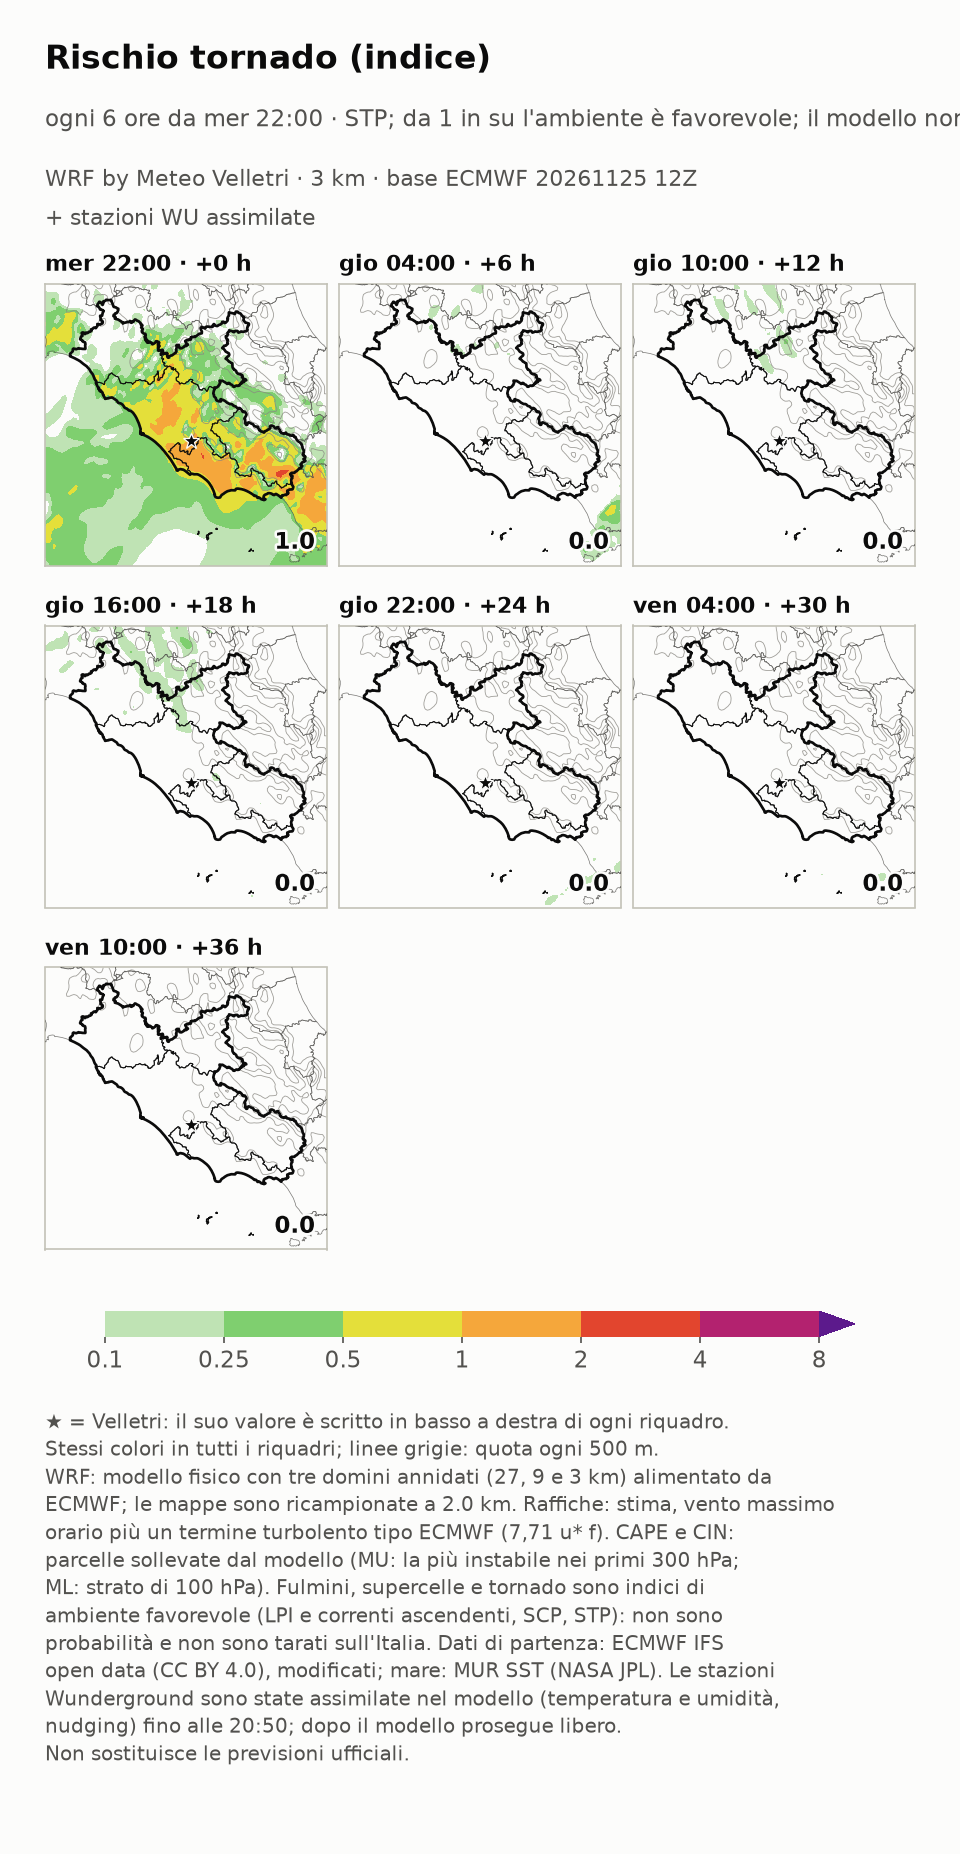 Rischio tornado (indice)
ogni 6 ore da mer 22:00 · STP; da 1 in su l'ambiente è favorevole; il modello non
WRF by Meteo Velletri · 3 km · base ECMWF 20261125 12Z
+ stazioni WU assimilate
mer 22:00 · +0 h
gio 04:00 · +6 h
gio 10:00 · +12 h
1.0
0.0
0.0
gio 16:00 · +18 h
gio 22:00 · +24 h
ven 04:00 · +30 h
0.0
0.0
0.0
ven 10:00 · +36 h
0.0
0.1 0.25 0.5 1 2 4 8
★ = Velletri: il suo valore è scritto in basso a destra di ogni riquadro.
Stessi colori in tutti i riquadri; linee grigie: quota ogni 500 m.
WRF: modello fisico con tre domini annidati (27, 9 e 3 km) alimentato da
ECMWF; le mappe sono ricampionate a 2.0 km. Raffiche: stima, vento massimo
orario più un termine turbolento tipo ECMWF (7,71 u* f). CAPE e CIN:
parcelle sollevate dal modello (MU: la più instabile nei primi 300 hPa;
ML: strato di 100 hPa). Fulmini, supercelle e tornado sono indici di
ambiente favorevole (LPI e correnti ascendenti, SCP, STP): non sono
probabilità e non sono tarati sull'Italia. Dati di partenza: ECMWF IFS
open data (CC BY 4.0), modificati; mare: MUR SST (NASA JPL). Le stazioni
Wunderground sono state assimilate nel modello (temperatura e umidità,
nudging) fino alle 20:50; dopo il modello prosegue libero.
Non sostituisce le previsioni ufficiali.